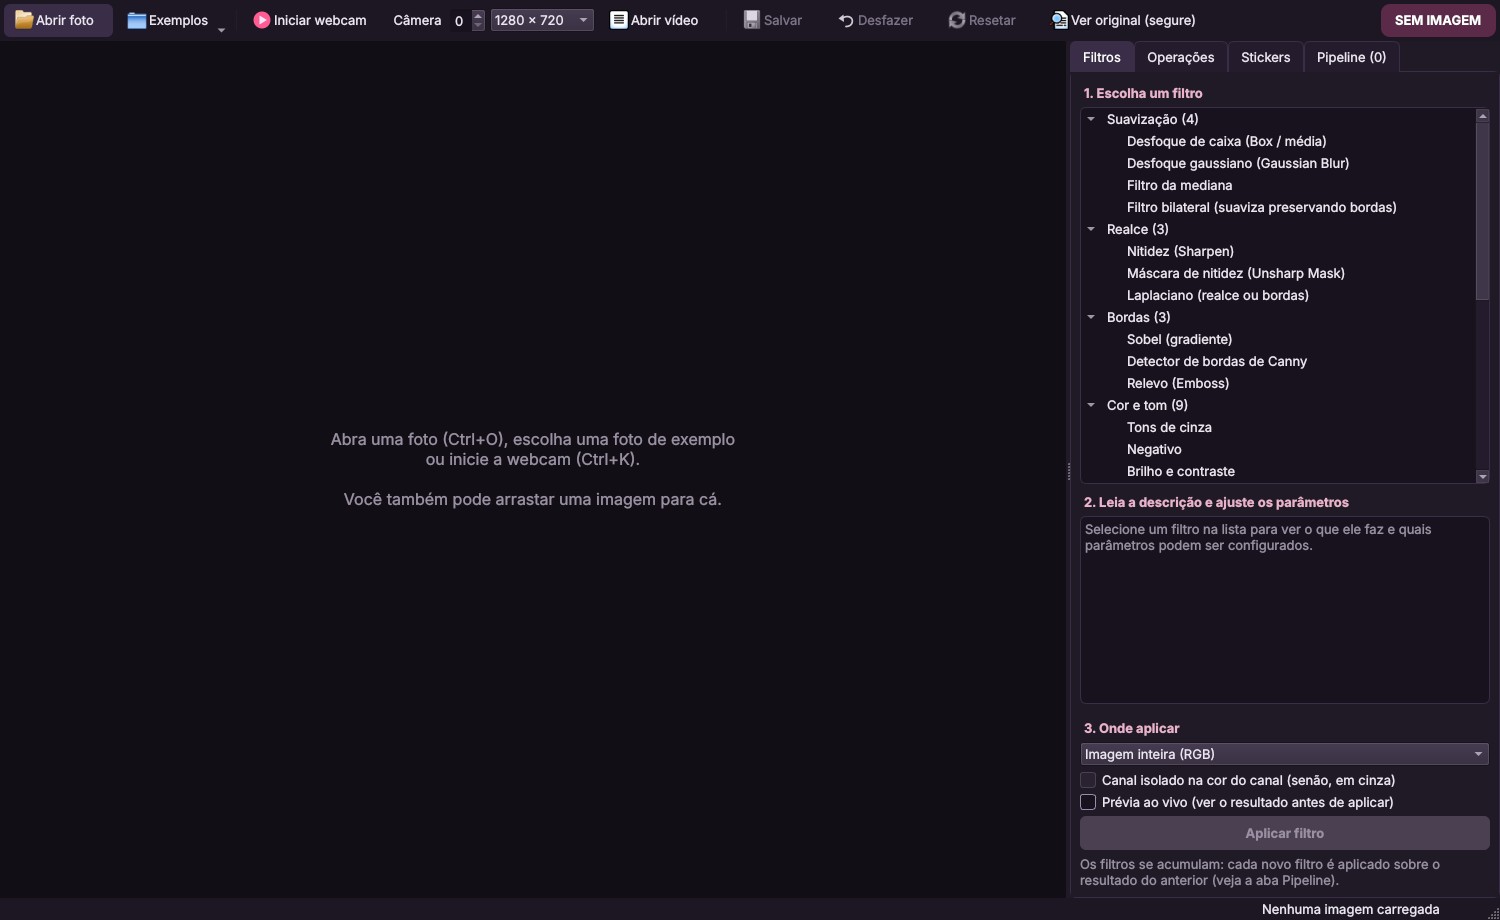 Abrir foto
Exemplos
Iniciar webcam
Câmera
0
1280 × 720
Abrir vídeo
Salvar
Desfazer
Resetar
Ver original (segure)
SEM IMAGEM
Filtros
Operações
Stickers
Pipeline (0)
1. Escolha um filtro
Suavização (4)
Desfoque de caixa (Box / média)
Desfoque gaussiano (Gaussian Blur)
Filtro da mediana
Filtro bilateral (suaviza preservando bordas)
Realce (3)
Nitidez (Sharpen)
Máscara de nitidez (Unsharp Mask)
Laplaciano (realce ou bordas)
Bordas (3)
Sobel (gradiente)
Detector de bordas de Canny
Relevo (Emboss)
Cor e tom (9)
Tons de cinza
Negativo
Brilho e contraste
Abra uma foto (Ctrl+O), escolha uma foto de exemplo
ou inicie a webcam (Ctrl+K).
Você também pode arrastar uma imagem para cá.
2. Leia a descrição e ajuste os parâmetros
Selecione um filtro na lista para ver o que ele faz e quais
parâmetros podem ser configurados.
3. Onde aplicar
Imagem inteira (RGB)
Canal isolado na cor do canal (senão, em cinza)
Prévia ao vivo (ver o resultado antes de aplicar)
Aplicar filtro
Os filtros se acumulam: cada novo filtro é aplicado sobre o
resultado do anterior (veja a aba Pipeline).
Nenhuma imagem carregada